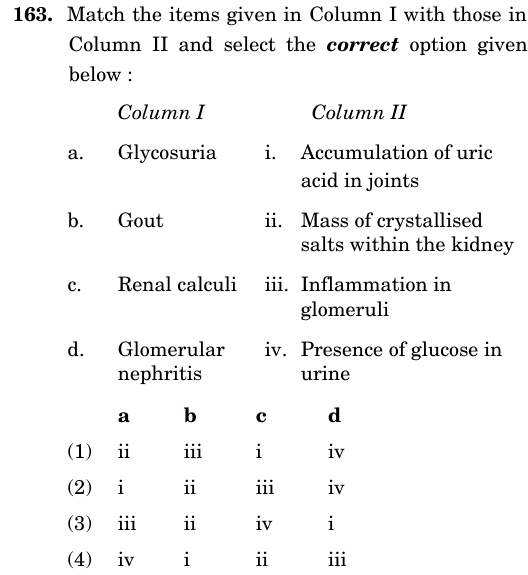 163. Match the items given in Column I with those in
Column II and select the correct option given
below :
Column I Column II
a. Glycosuria i. Accumulation of uric
acid in joints
b. Gout ii. Mass of crystallised
salts within the kidney
c. Renal calculi iii. Inflammation in
glomeruli
d. Glomerular iv. Presence of glucose in
nephritis urine
a b c d
(1) ii iii i iv
(2) i ii iii iv
(3) iii ii iv i
(4) iv i ii iii